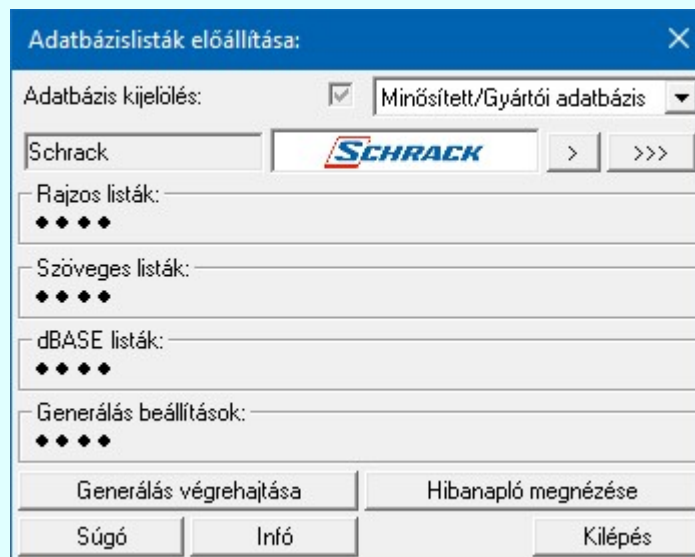 Adatbázislisták előállítása:
Adatbázis kijelölés: Minősített/Gyártói adatbázis
Schrack SCHRACK > >>>
Rajzos listák:
Szöveges listák:
dBASE listák:
Generálás beállítások:
Generálás végrehajtása Hibanapló megnézése
Súgó Infó Kilépés